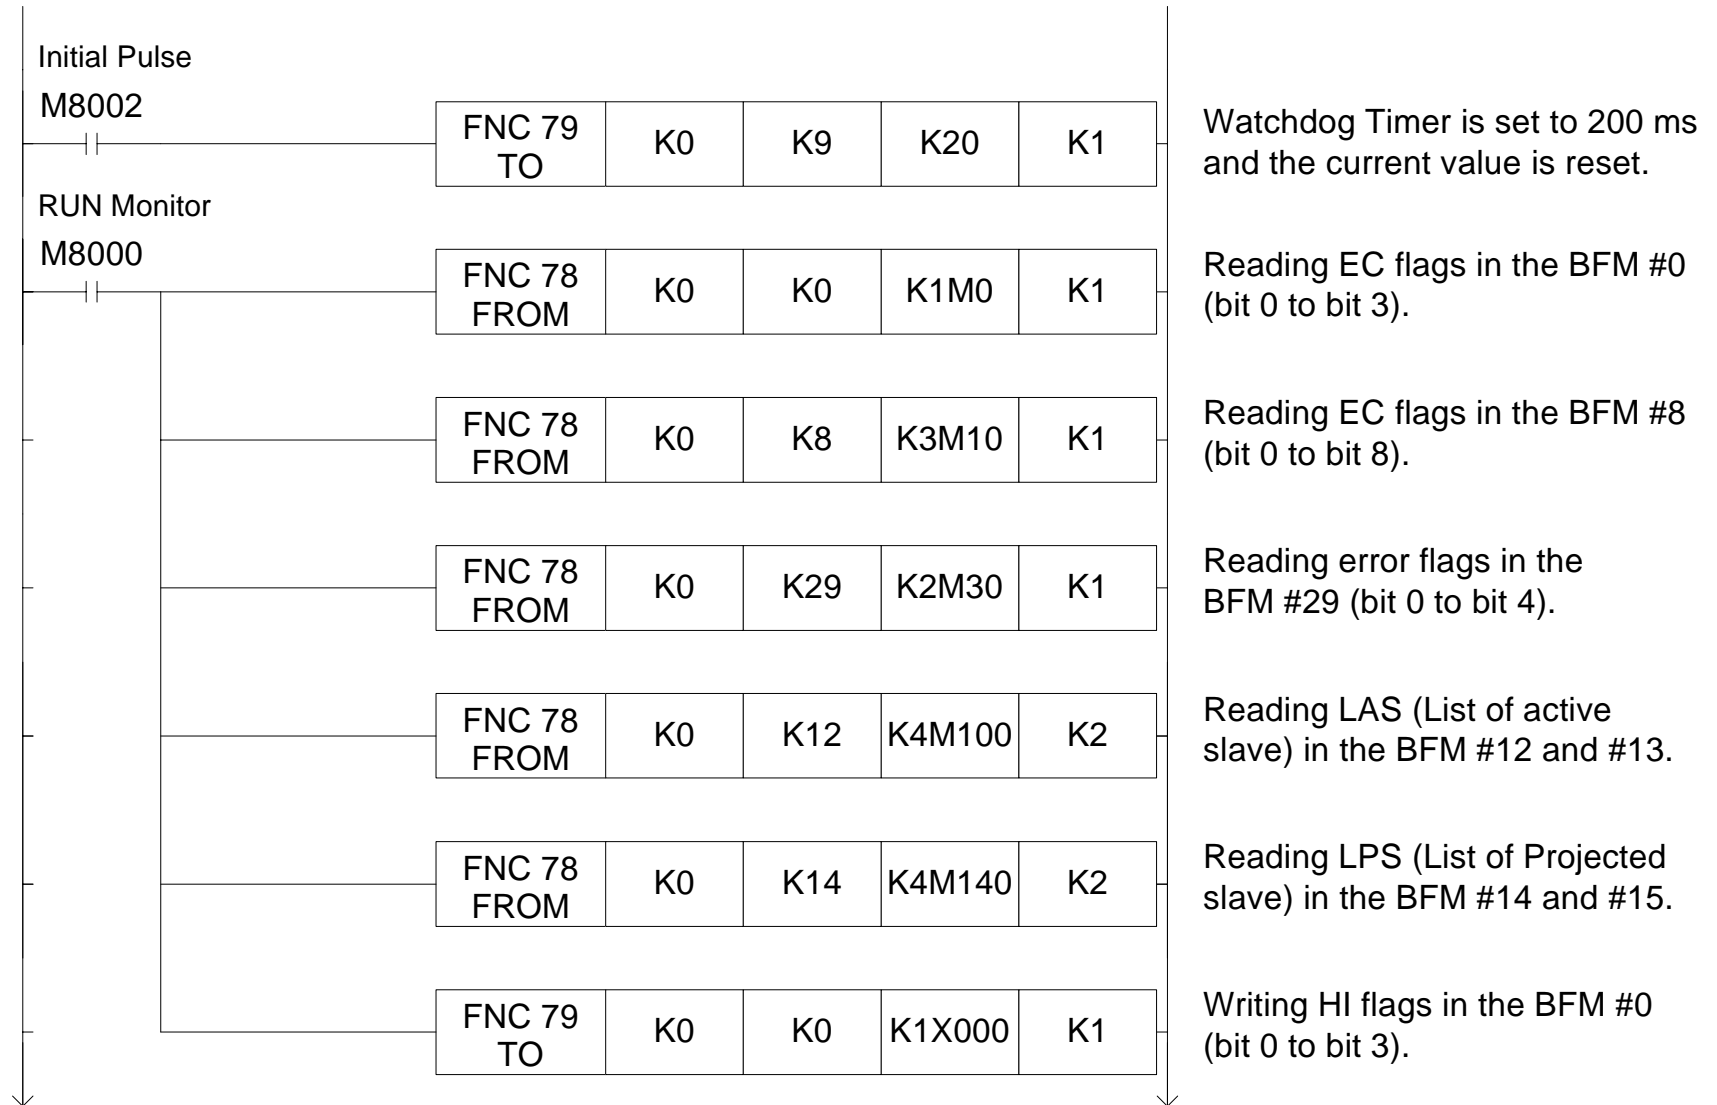 Initial Pulse
M8002
FNC 79
TO
K0
K9
K20
K1
Watchdog Timer is set to 200 ms
and the current value is reset.
RUN Monitor
M8000
FNC 78
FROM
K0
K0
K1M0
K1
Reading EC flags in the BFM #0
(bit 0 to bit 3).
FNC 78
FROM
K0
K8
K3M10
K1
Reading EC flags in the BFM #8
(bit 0 to bit 8).
FNC 78
FROM
K0
K29
K2M30
K1
Reading error flags in the
BFM #29 (bit 0 to bit 4).
FNC 78
FROM
K0
K12
K4M100
K2
Reading LAS (List of active
slave) in the BFM #12 and #13.
FNC 78
FROM
K0
K14
K4M140
K2
Reading LPS (List of Projected
slave) in the BFM #14 and #15.
FNC 79
TO
K0
K0
K1X000
K1
Writing HI flags in the BFM #0
(bit 0 to bit 3).